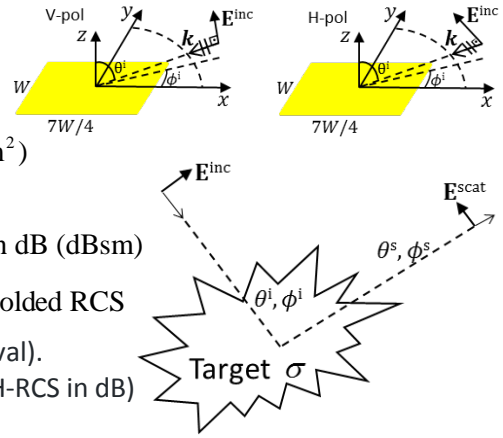 V-pol
H-pol
z y E^inc
z y E^inc
k
k
θ^i
θ^i
W ϕ^i x
W ϕ^i x
7W/4
7W/4
²)
E^inc
E^scat
n dB (dBsm)
θ^s, ϕ^s
olded RCS
θ^i, ϕ^i
val).
H-RCS in dB)
Target σ